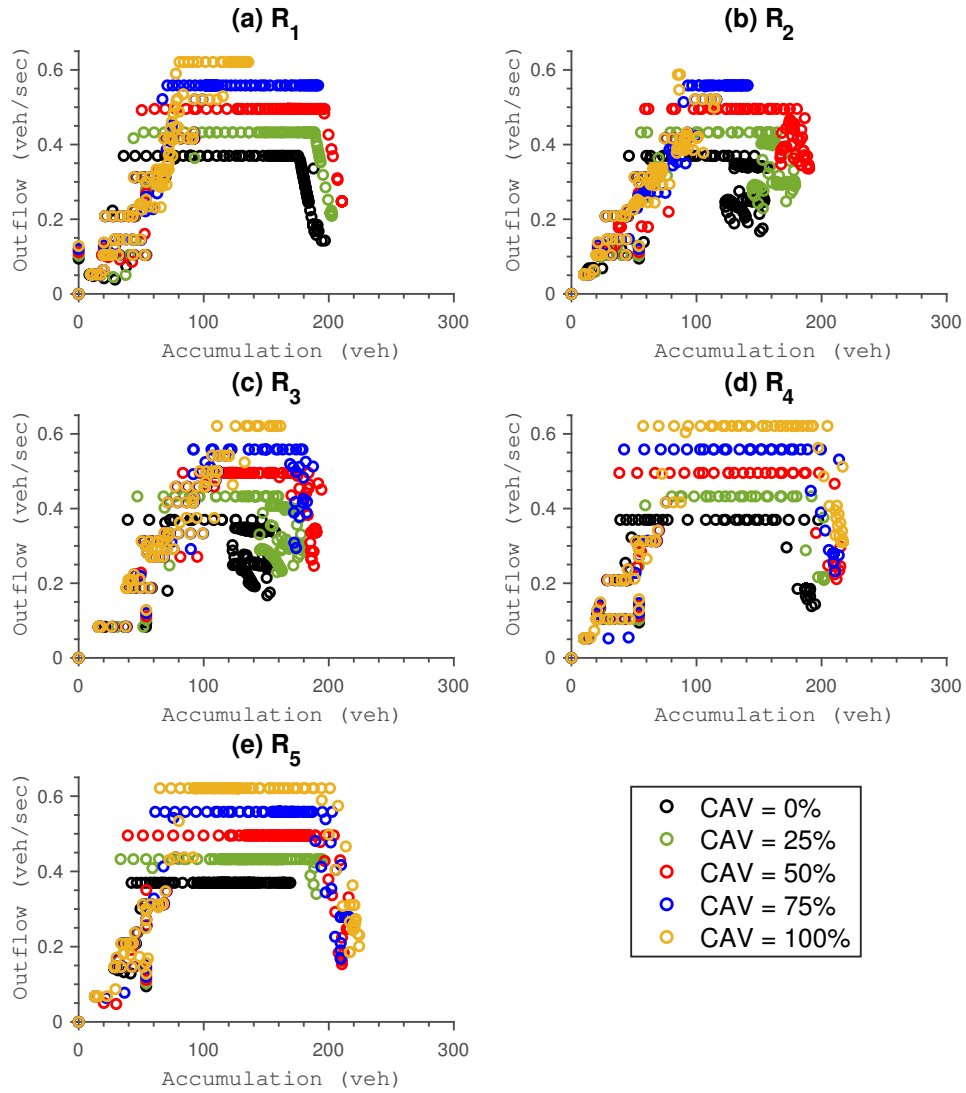 (a) R1
(b) R2
Outflow (veh/sec)
0.6
0.4
0.2
0
0 100 200 300
Accumulation (veh)
Outflow (veh/sec)
0.6
0.4
0.2
0
0 100 200 300
Accumulation (veh)
(c) R3
(d) R4
Outflow (veh/sec)
0.6
0.4
0.2
0
0 100 200 300
Accumulation (veh)
Outflow (veh/sec)
0.6
0.4
0.2
0
0 100 200 300
Accumulation (veh)
(e) R5
Outflow (veh/sec)
0.6
0.4
0.2
0
0 100 200 300
Accumulation (veh)
CAV = 0%
CAV = 25%
CAV = 50%
CAV = 75%
CAV = 100%